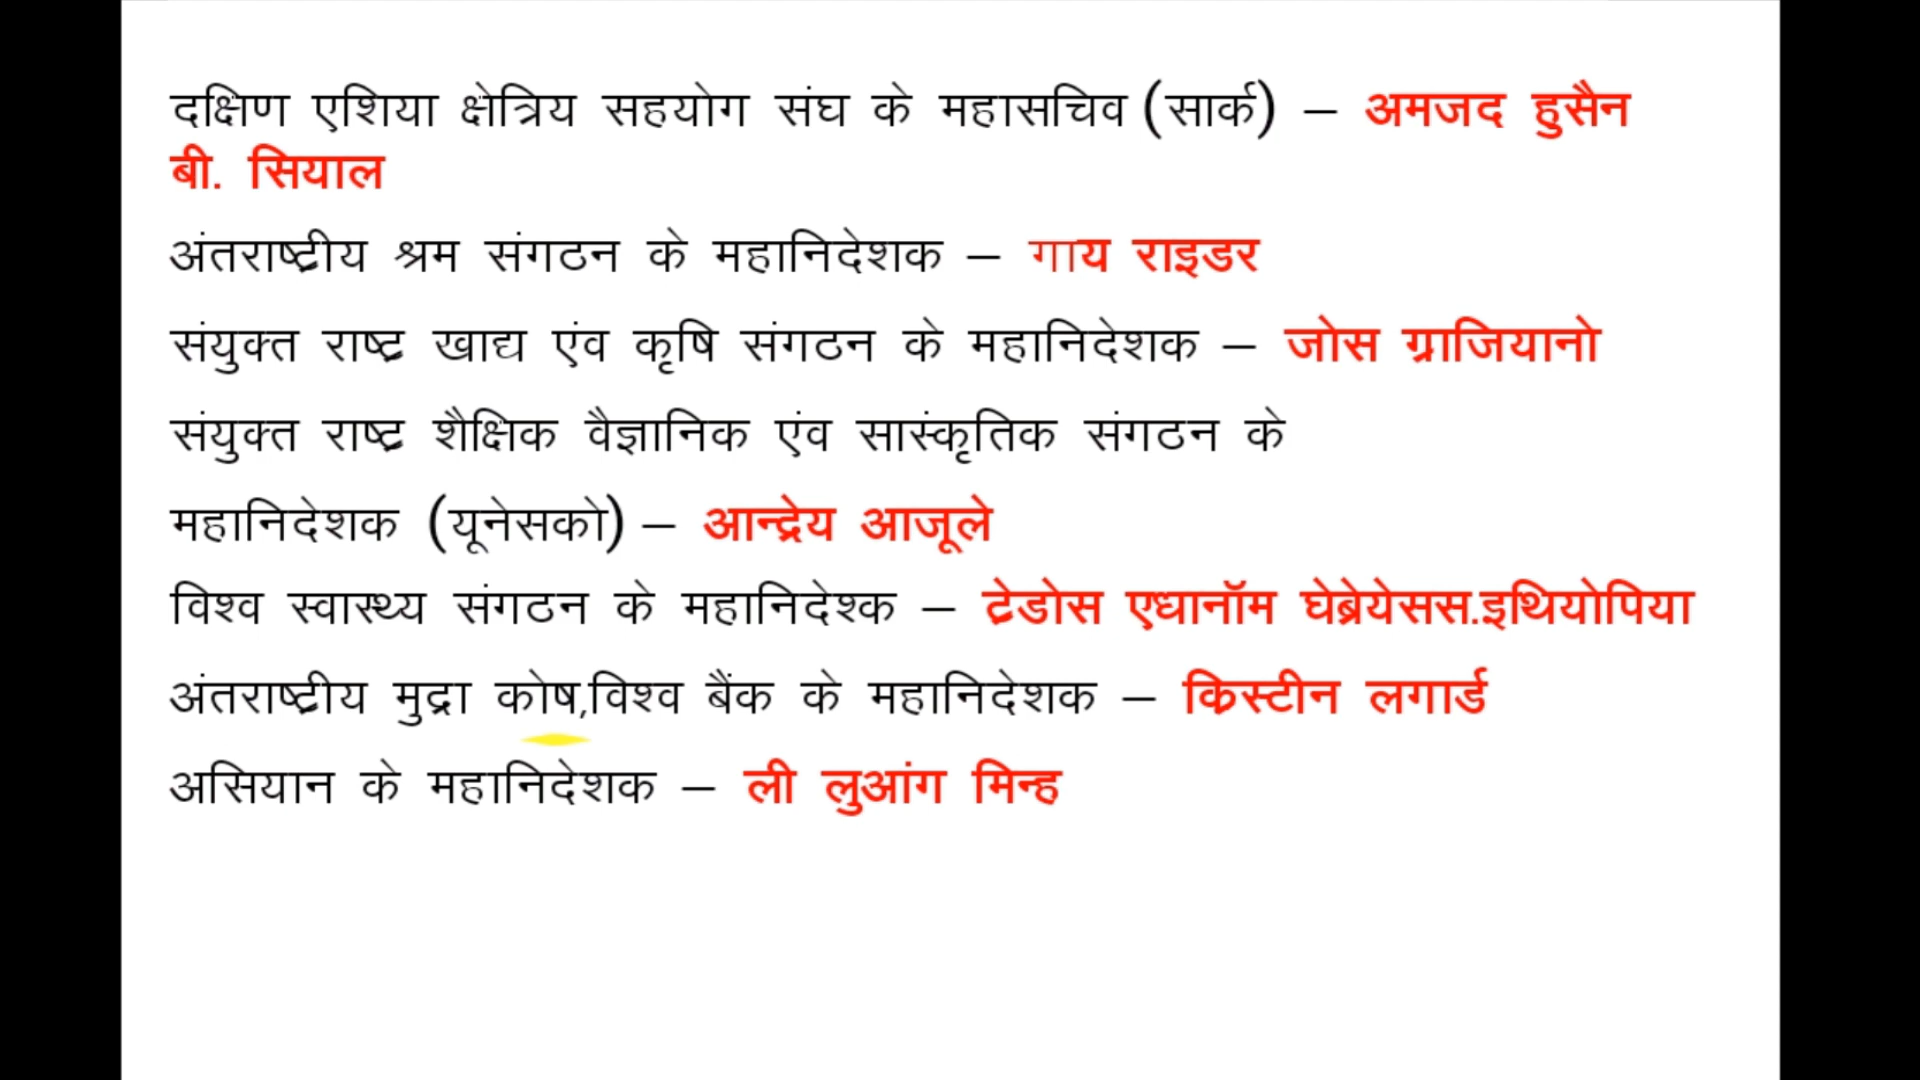 दक्षिण एशिया क्षेत्रिय सहयोग संघ के महासचिव (सार्क) – अमजद हुसैन
बी. सियाल
अंतराष्ट्रीय श्रम संगठन के महानिदेशक – गाय राइडर
संयुक्त राष्ट्र खाद्य एंव कृषि संगठन के महानिदेशक – जोस ग्राजियानो
संयुक्त राष्ट्र शैक्षिक वैज्ञानिक एंव सास्ंकृतिक संगठन के
महानिदेशक (यूनेसको) – आन्द्रेय आजूले
विश्व स्वास्थ्य संगठन के महानिदेश्क – टे्डोस एधानॉम घेब्रेयेसस.इथियोपिया
अंतराष्ट्रीय मुद्रा कोष,विश्व बैंक के महानिदेशक – क्रिस्टीन लगार्ड
असियान के महानिदेशक – ली लुआंग मिन्ह